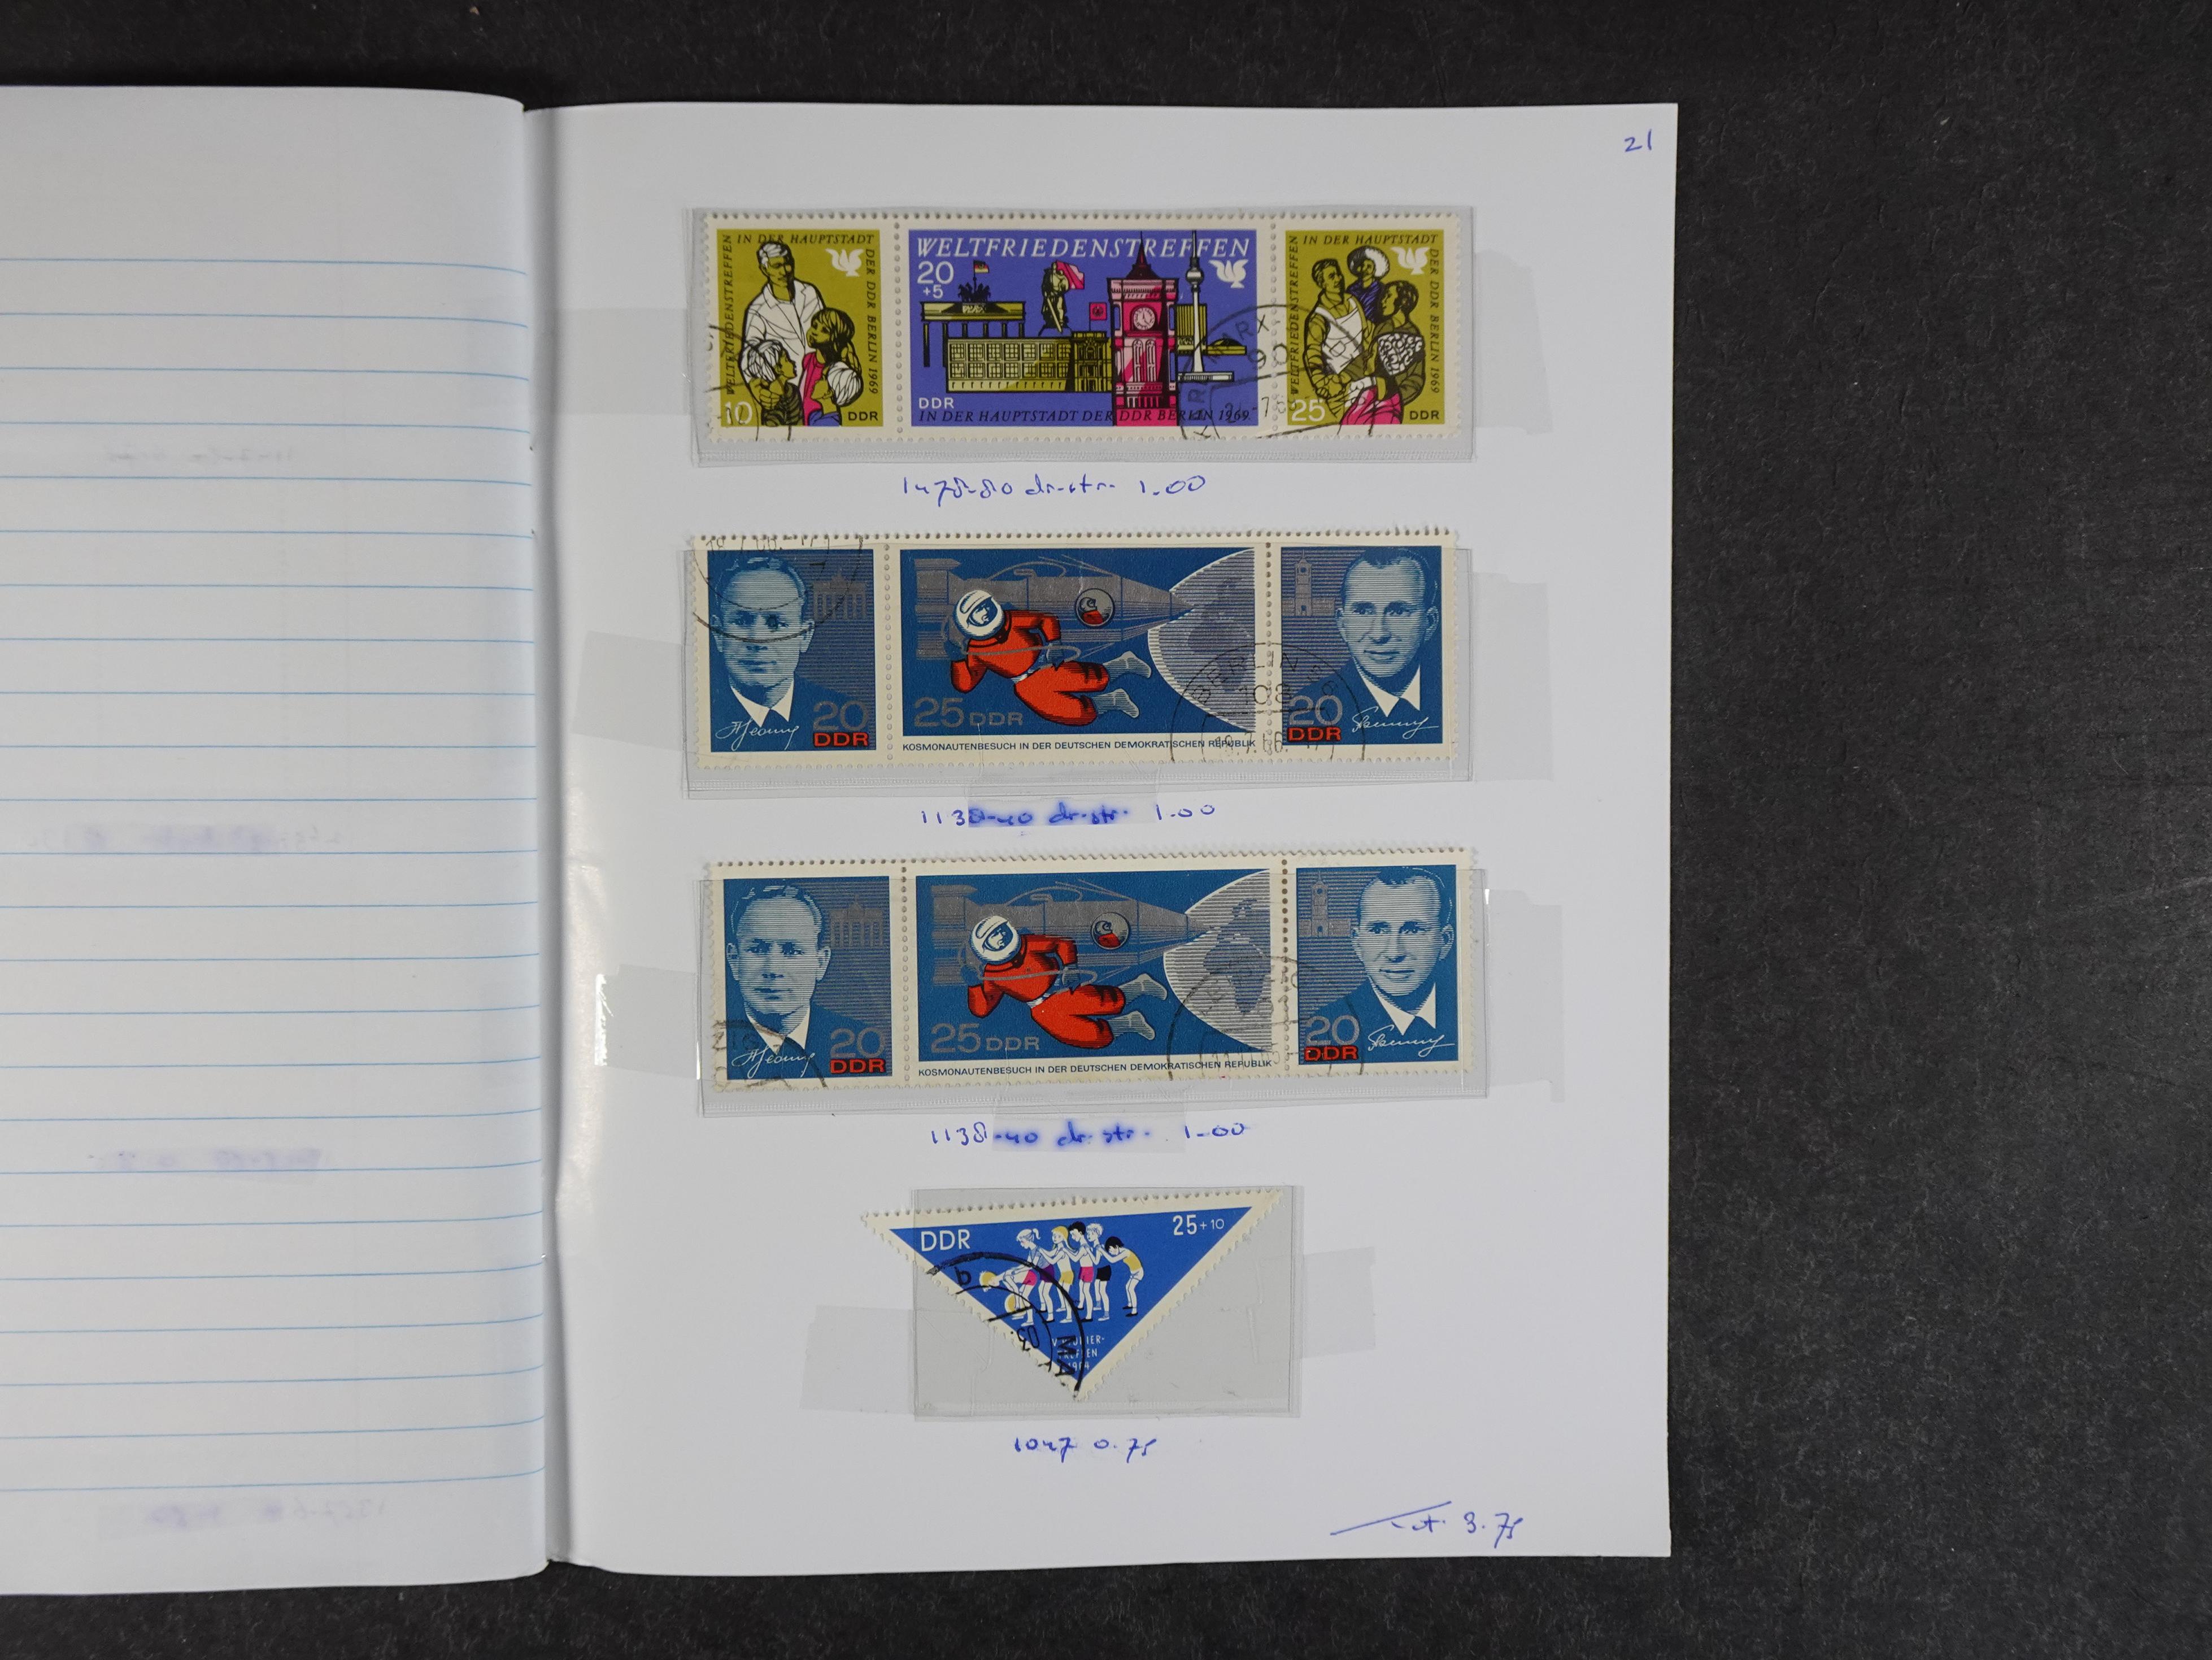 21
WELTFRIEDENSTREFFEN IN DER HAUPTSTADT DER DDR BERLIN 1969
10 DDR
WELTFRIEDENSTREFFEN
20
+5
DDR
IN DER HAUPTSTADT DER DDR BERLIN 1969
90
WELTFRIEDENSTREFFEN IN DER HAUPTSTADT DER DDR BERLIN 1969
25 DDR
1478-80 dr-str. 1.00
20
DDR
25 DDR
KOSMONAUTENBESUCH IN DER DEUTSCHEN DEMOKRATISCHEN REPUBLIK
BERLIN
108
20
DDR
1138-40 dr-str. 1.00
20
DDR
25 DDR
KOSMONAUTENBESUCH IN DER DEUTSCHEN DEMOKRATISCHEN REPUBLIK
20
DDR
1138-40 dr-str. 1.00
DDR 25+10
b
1047 0.75
tot. 3.75